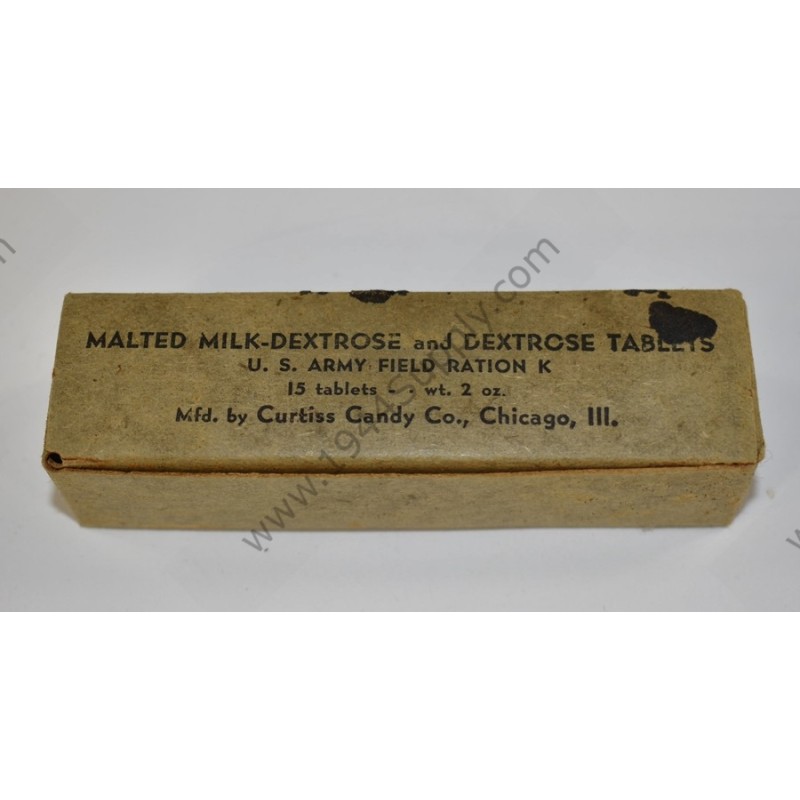 MALTED MILK-DEXTROSE and DEXTROSE TABLETS
U. S. ARMY FIELD RATION K
15 tablets - - wt. 2 oz.
Mfd. by Curtiss Candy Co., Chicago, Ill.
www.1944Supply.com